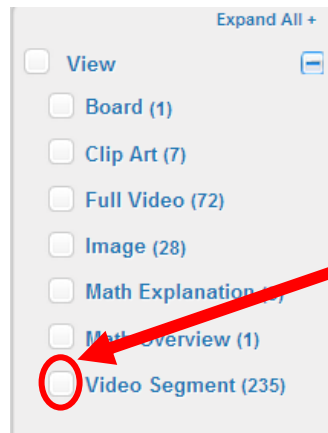 Expand All +
View
Board (1)
Clip Art (7)
Full Video (72)
Image (28)
Math Explanation
Math Overview (1)
Video Segment (235)